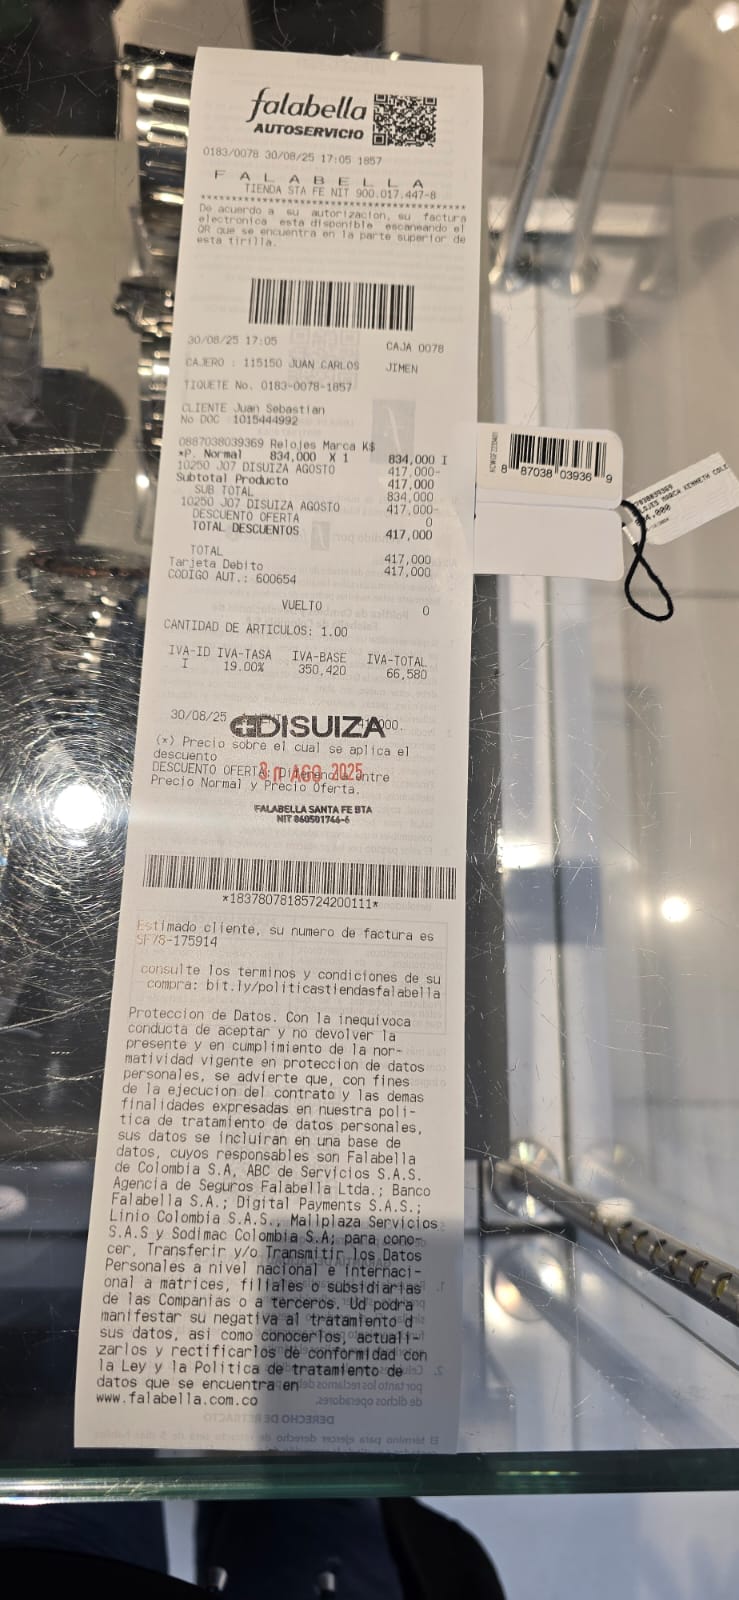 falabella
AUTOSERVICIO
0183/0078 30/08/25 17:05 1857
F A L A B E L L A
TIENDA STA FE NIT 900.017.447-8
De acuerdo a su autorizacion, su factura
electronica esta disponible escaneando el
QR que se encuentra en la parte superior de
esta tirilla.
30/08/25 17:05 CAJA 0078
CAJERO : 115150 JUAN CARLOS JIMEN
TIQUETE No. 0183-0078-1857
CLIENTE Juan Sebastian
No DOC 1015444992
0887038039369 Relojes Marca K$
*P. Normal 834,000 X 1 834,000 I
10250 J07 DISUIZA AGOSTO 417,000-
Subtotal Producto 417,000
SUB TOTAL 834,000
10250 J07 DISUIZA AGOSTO 417,000-
DESCUENTO OFERTA 0
TOTAL DESCUENTOS 417,000
TOTAL 417,000
Tarjeta Debito 417,000
CODIGO AUT.: 600654
VUELTO 0
CANTIDAD DE ARTICULOS: 1.00
IVA-ID IVA-TASA IVA-BASE IVA-TOTAL
I 19.00% 350,420 66,580
30/08/25
DISUIZA
(*) Precio sobre el cual se aplica el
descuento
DESCUENTO OFERTA: Diferencia entre
Precio Normal y Precio Oferta.
AGO 2025
FALABELLA SANTA FE BTA
NIT 860501746-6
*18378078185724200111*
Estimado cliente, su numero de factura es
SF78-175914
consulte los terminos y condiciones de su
compra: bit.ly/politicastiendasfalabella
Proteccion de Datos. Con la inequivoca
conducta de aceptar y no devolver la
presente y en cumplimiento de la nor-
matividad vigente en proteccion de datos
personales, se advierte que, con fines
de la ejecucion del contrato y las demas
finalidades expresadas en nuestra poli-
tica de tratamiento de datos personales,
sus datos se incluiran en una base de
datos, cuyos responsables son Falabella
de Colombia S.A, ABC de Servicios S.A.S.
Agencia de Seguros Falabella Ltda.; Banco
Falabella S.A.; Digital Payments S.A.S.;
Linio Colombia S.A.S., Mallplaza Servicios
S.A.S y Sodimac Colombia S.A; para cono-
cer, Transferir y/o Transmitir los Datos
Personales a nivel nacional e internaci-
onal a matrices, filiales o subsidiarias
de las Companias o a terceros. Ud podra
manifestar su negativa al tratamiento d
sus datos, asi como conocerlos, actuali-
zarlos y rectificarlos de conformidad con
la Ley y la Politica de tratamiento de
datos que se encuentra en
www.falabella.com.co
8 87038 03936 9
MARCA KENNETH COLE